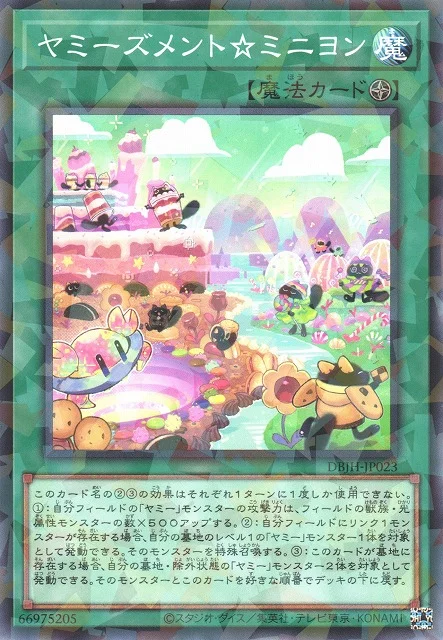 ヤミーズメント☆ミニヨン
魔
【魔法カード】
DBJH-JP023
このカード名の②③の効果はそれぞれ1ターンに1度しか使用できない。
①:自分フィールドの「ヤミー」モンスターの攻撃力は、フィールドの獣族・光
属性モンスターの数×500アップする。②:自分フィールドにリンク1モン
スターが存在する場合、自分の墓地のレベル1の「ヤミー」モンスター1体を対象
として発動できる。そのモンスターを特殊召喚する。③:このカードが墓地に
存在する場合、自分の墓地・除外状態の「ヤミー」モンスター2体を対象として
発動できる。そのモンスターとこのカードを好きな順番でデッキの下に戻す。
66975205
©スタジオ・ダイス/集英社・テレビ東京・KONAMI